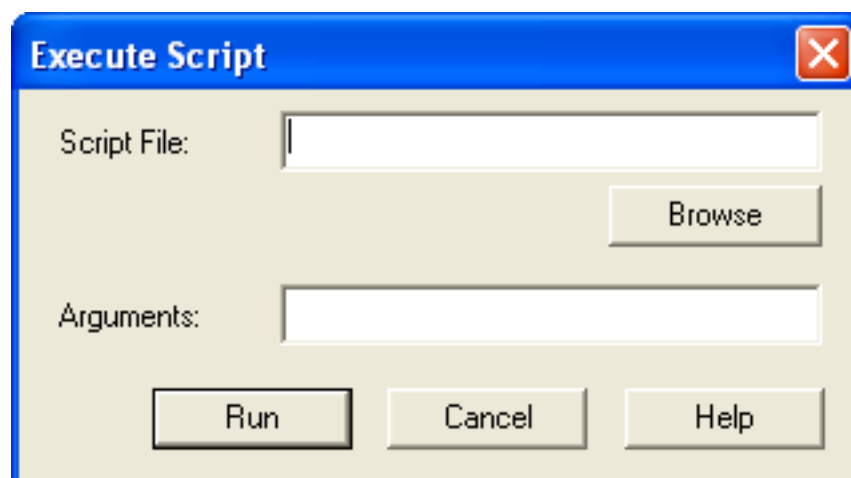 Execute Script
Script File:
Browse
Arguments:
Run Cancel Help